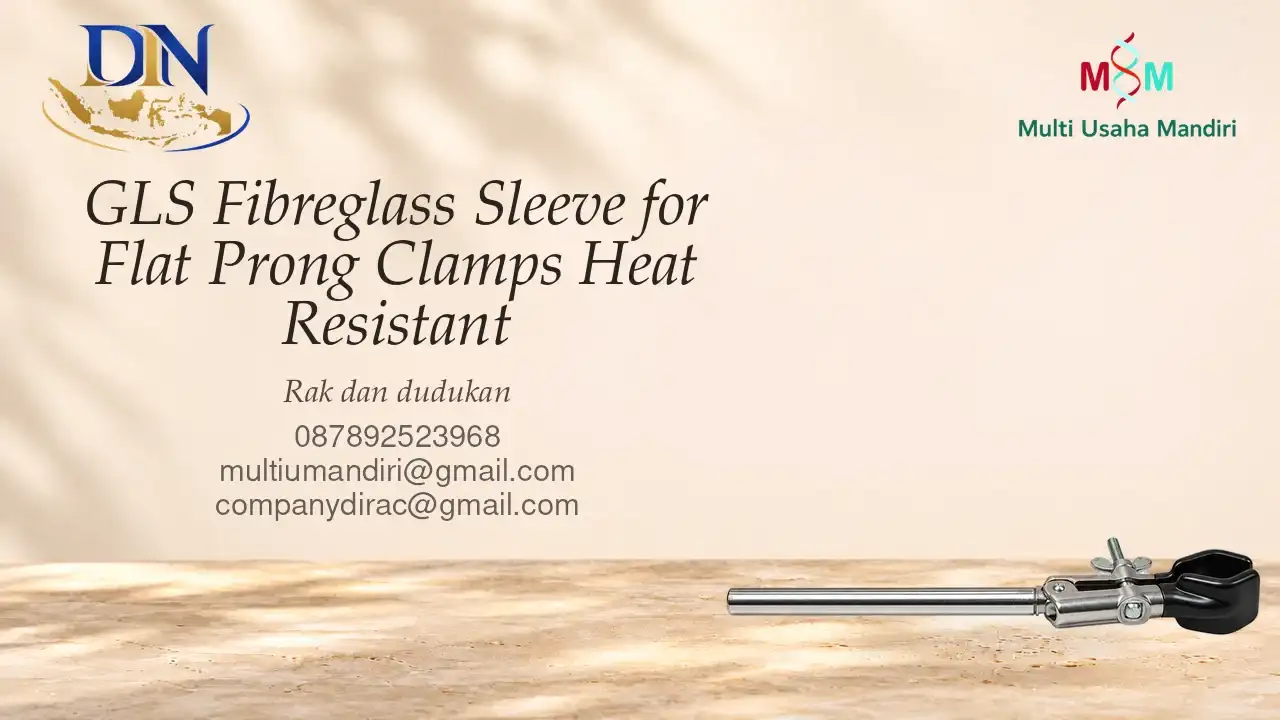 DIN
MSM
Multi Usaha Mandiri
GLS Fibreglass Sleeve for
Flat Prong Clamps Heat
Resistant
Rak dan dudukan
087892523968
multiumandiri@gmail.com
companydirac@gmail.com